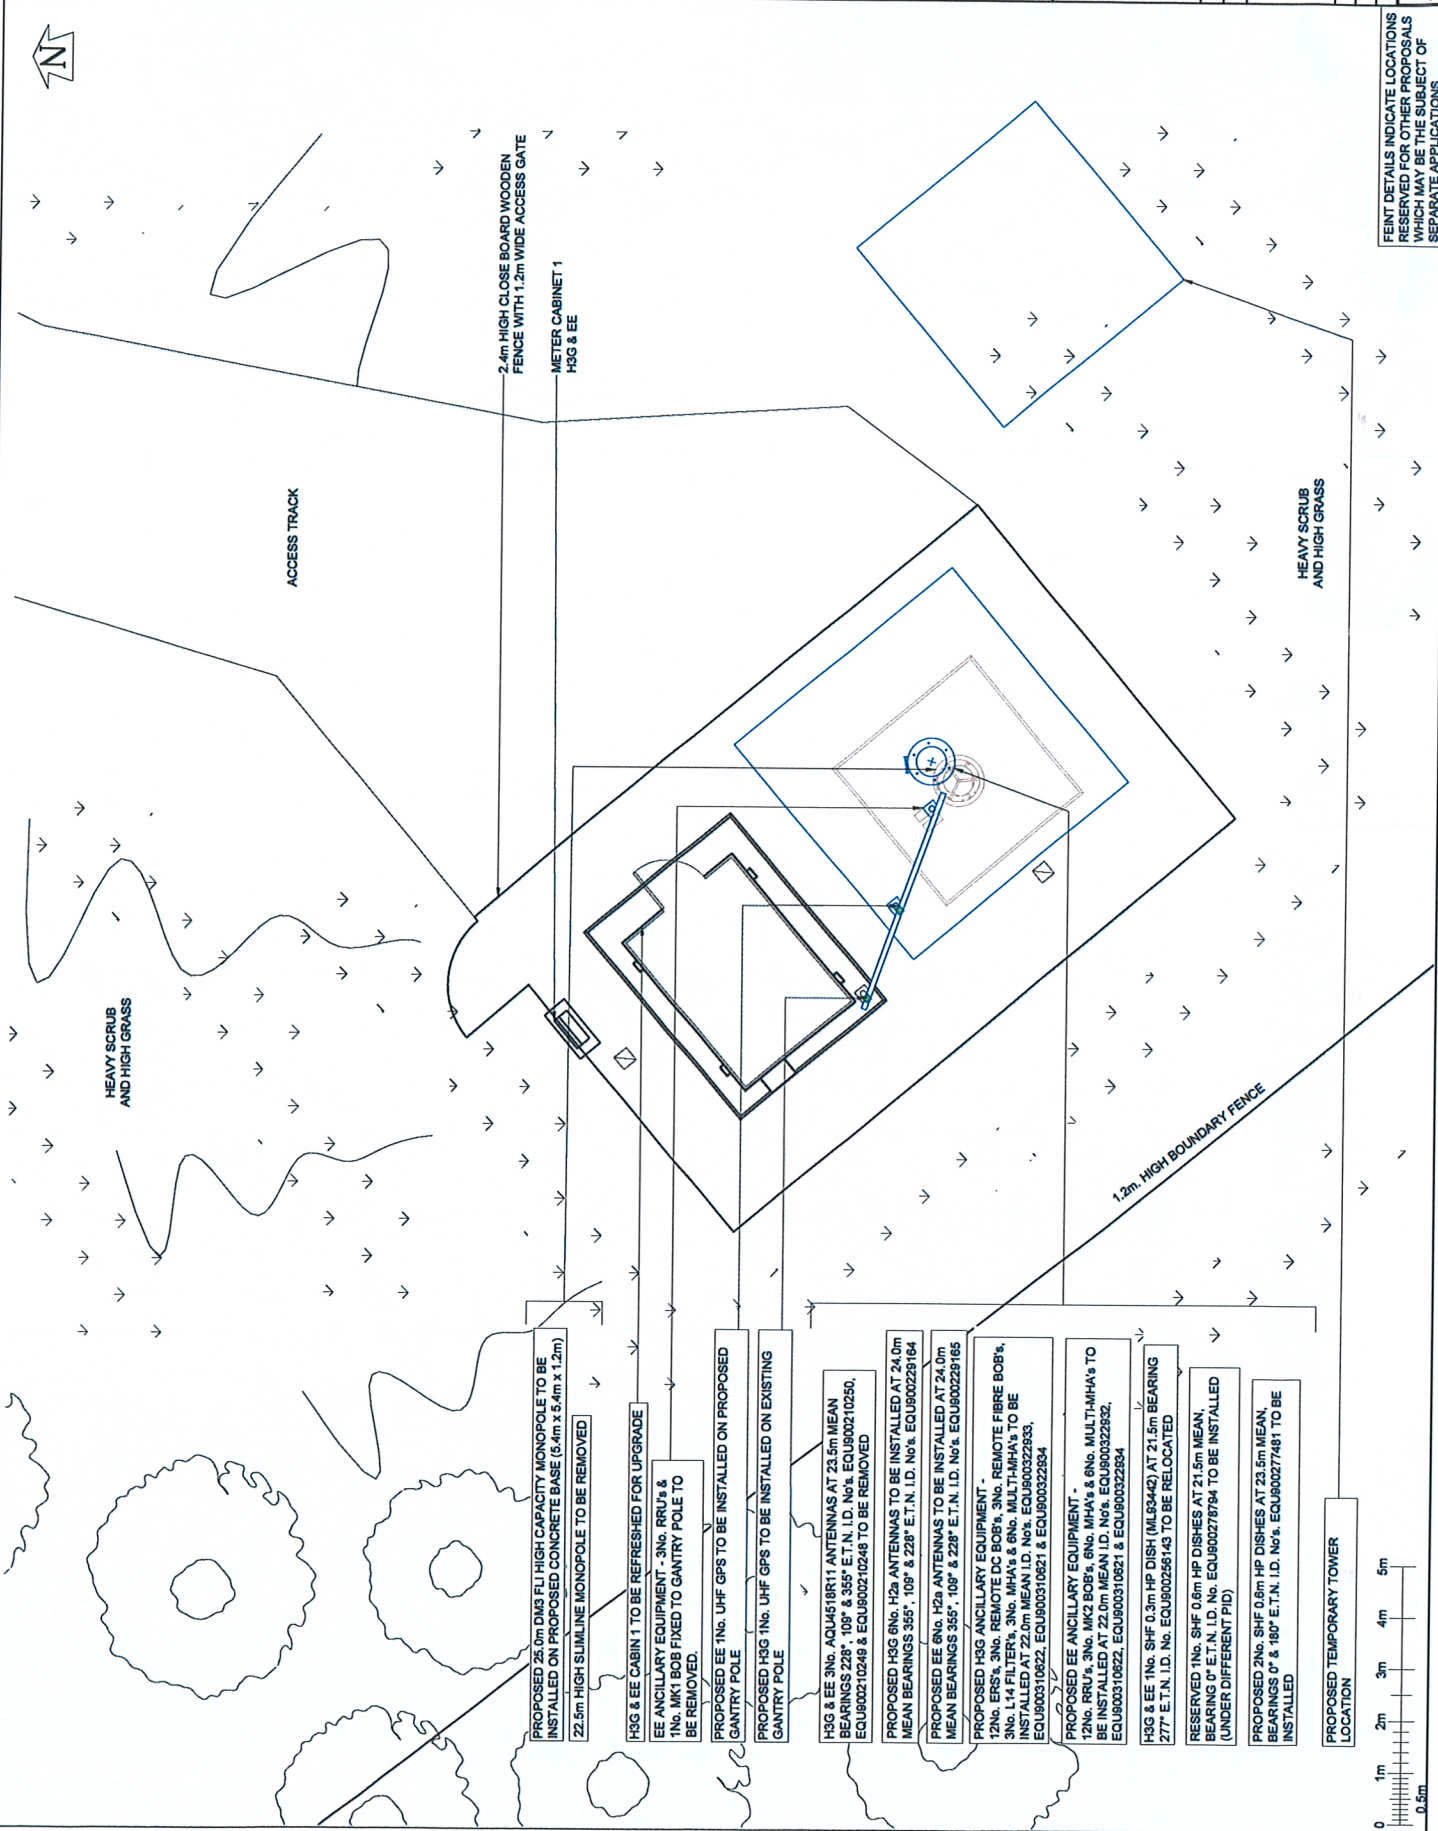 N
2.4m HIGH CLOSE BOARD WOODEN
FENCE WITH 1.2m WIDE ACCESS GATE
METER CABINET 1
H3G & EE
ACCESS TRACK
HEAVY SCRUB
AND HIGH GRASS
HEAVY SCRUB
AND HIGH GRASS
1.2m. HIGH BOUNDARY FENCE
FEINT DETAILS INDICATE LOCATIONS
RESERVED FOR OTHER PROPOSALS
WHICH MAY BE THE SUBJECT OF
SEPARATE APPLICATIONS
PROPOSED 25.0m DM3 FLI HIGH CAPACITY MONOPOLE TO BE
INSTALLED ON PROPOSED CONCRETE BASE (5.4m x 5.4m x 1.2m)
22.5m HIGH SLIMLINE MONOPOLE TO BE REMOVED
H3G & EE CABIN 1 TO BE REFRESHED FOR UPGRADE
EE ANCILLARY EQUIPMENT - 3No. RRU's &
1No. MK1 BOB FIXED TO GANTRY POLE TO
BE REMOVED.
PROPOSED EE 1No. UHF GPS TO BE INSTALLED ON PROPOSED
GANTRY POLE
PROPOSED H3G 1No. UHF GPS TO BE INSTALLED ON EXISTING
GANTRY POLE
H3G & EE 3No. AQU4518R11 ANTENNAS AT 23.5m MEAN
BEARINGS 228°, 109° & 355° E.T.N. I.D. No's. EQU900210250,
EQU900210249 & EQU900210248 TO BE REMOVED
PROPOSED H3G 6No. H2a ANTENNAS TO BE INSTALLED AT 24.0m
MEAN BEARINGS 355°, 109° & 228° E.T.N. I.D. No's. EQU900229164
PROPOSED EE 6No. H2a ANTENNAS TO BE INSTALLED AT 24.0m
MEAN BEARINGS 355°, 109° & 228° E.T.N. I.D. No's. EQU900229165
PROPOSED H3G ANCILLARY EQUIPMENT -
12No. ERS's, 3No. REMOTE DC BOB's, 3No. REMOTE FIBRE BOB's,
3No. L14 FILTER's, 3No. MHA's & 6No. MULTI-MHA's TO BE
INSTALLED AT 22.0m MEAN I.D. No's. EQU900322933,
EQU900310622, EQU900310621 & EQU900322934
PROPOSED EE ANCILLARY EQUIPMENT -
12No. RRU's, 3No. MK2 BOB's, 6No. MHA's & 6No. MULTI-MHA's TO
BE INSTALLED AT 22.0m MEAN I.D. No's. EQU900322932,
EQU900310622, EQU900310621 & EQU900322934
H3G & EE 1No. SHF 0.3m HP DISH (ML93442) AT 21.5m BEARING
277° E.T.N. I.D. No. EQU900256143 TO BE RELOCATED
RESERVED 1No. SHF 0.6m HP DISHES AT 21.5m MEAN,
BEARING 0° E.T.N. I.D. No. EQU900278794 TO BE INSTALLED
(UNDER DIFFERENT PID)
PROPOSED 2No. SHF 0.6m HP DISHES AT 23.5m MEAN,
BEARINGS 0° & 180° E.T.N. I.D. No's. EQU900277481 TO BE
INSTALLED
PROPOSED TEMPORARY TOWER
LOCATION
0 1m 2m 3m 4m 5m
0.5m